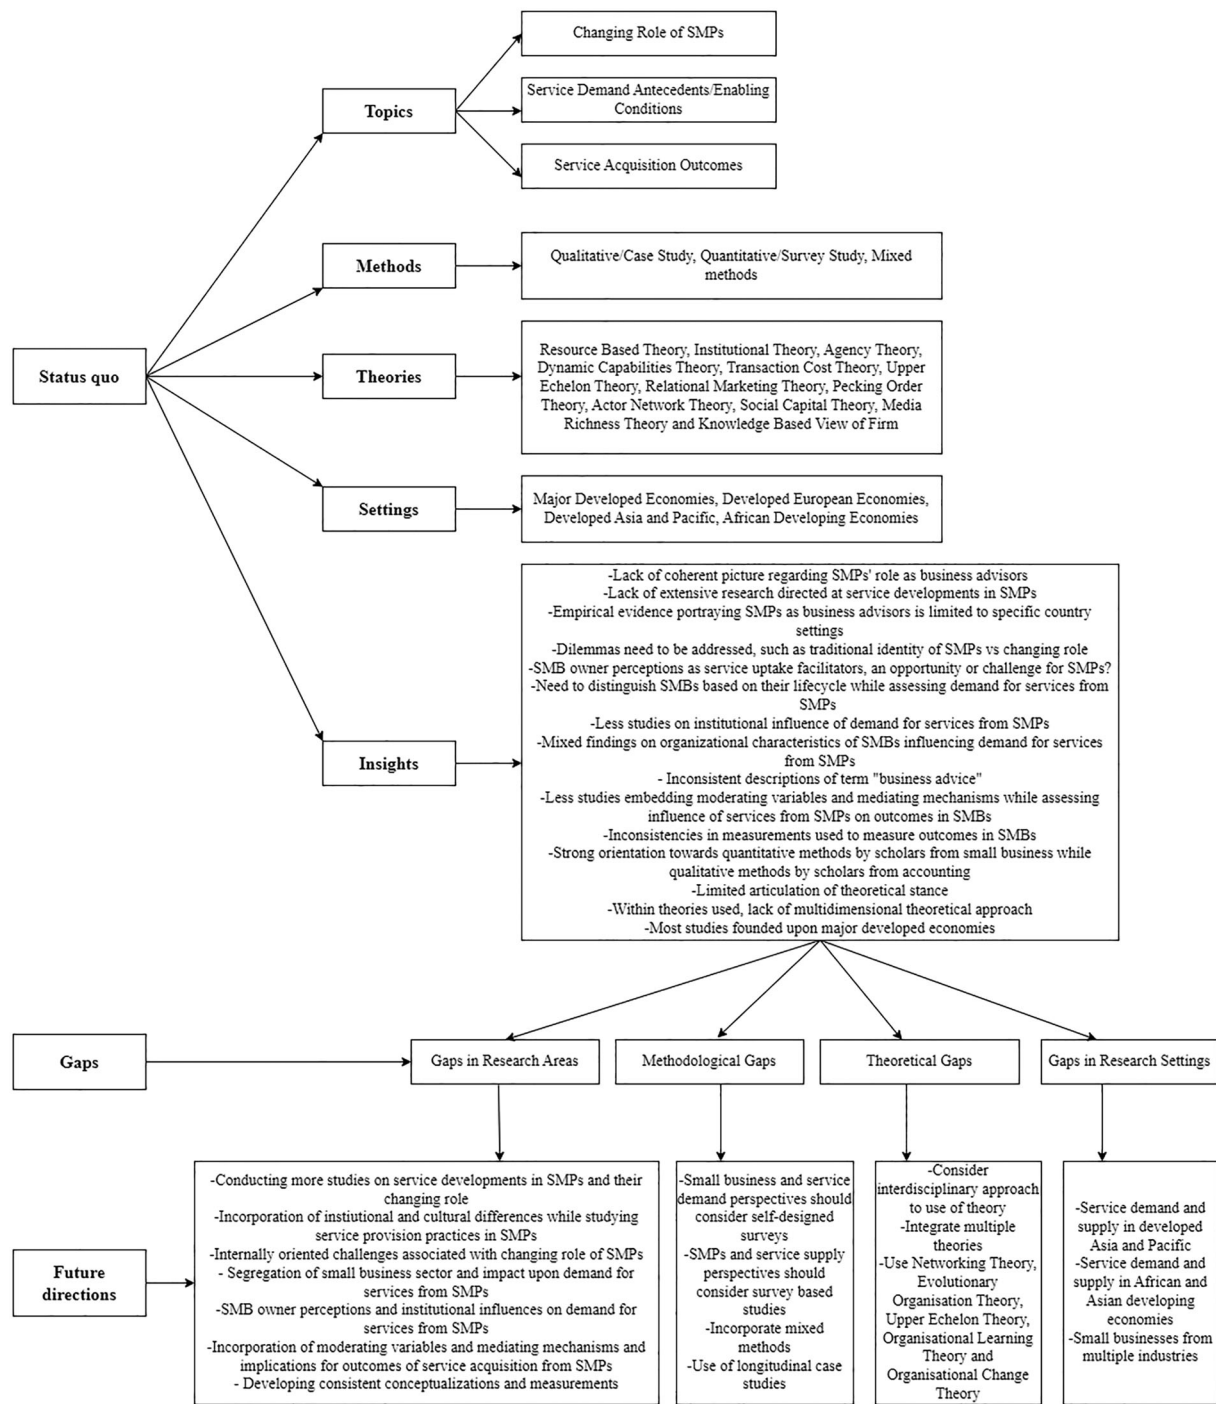 Changing Role of SMPs
Topics
Service Demand Antecedents/Enabling
Conditions
Service Acquisition Outcomes
Methods
Qualitative/Case Study, Quantitative/Survey Study, Mixed
methods
Status quo
Theories
Resource Based Theory, Institutional Theory, Agency Theory,
Dynamic Capabilities Theory, Transaction Cost Theory, Upper
Echelon Theory, Relational Marketing Theory, Pecking Order
Theory, Actor Network Theory, Social Capital Theory, Media
Richness Theory and Knowledge Based View of Firm
Settings
Major Developed Economies, Developed European Economies,
Developed Asia and Pacific, African Developing Economies
Insights
-Lack of coherent picture regarding SMPs' role as business advisors
-Lack of extensive research directed at service developments in SMPs
-Empirical evidence portraying SMPs as business advisors is limited to specific country
settings
-Dilemmas need to be addressed, such as traditional identity of SMPs vs changing role
-SMB owner perceptions as service uptake facilitators, an opportunity or challenge for SMPs?
-Need to distinguish SMBs based on their lifecycle while assessing demand for services from
SMPs
-Less studies on institutional influence of demand for services from SMPs
-Mixed findings on organizational characteristics of SMBs influencing demand for services
from SMPs
- Inconsistent descriptions of term "business advice"
-Less studies embedding moderating variables and mediating mechanisms while assessing
influence of services from SMPs on outcomes in SMBs
-Inconsistencies in measurements used to measure outcomes in SMBs
-Strong orientation towards quantitative methods by scholars from small business while
qualitative methods by scholars from accounting
-Limited articulation of theoretical stance
-Within theories used, lack of multidimensional theoretical approach
-Most studies founded upon major developed economies
Gaps
Gaps in Research Areas
Methodological Gaps
Theoretical Gaps
Gaps in Research Settings
Future
directions
-Conducting more studies on service developments in SMPs and their
changing role
-Incorporation of instiutional and cultural differences while studying
service provision practices in SMPs
-Internally oriented challenges associated with changing role of SMPs
- Segregation of small business sector and impact upon demand for
services from SMPs
-SMB owner perceptions and institutional influences on demand for
services from SMPs
-Incorporation of moderating variables and mediating mechanisms and
implications for outcomes of service acquisition from SMPs
- Developing consistent conceptualizations and measurements
-Small business and service
demand perspectives should
consider self-designed
surveys
-SMPs and service supply
perspectives should
consider survey based
studies
-Incorporate mixed
methods
-Use of longitudinal case
studies
-Consider
interdisciplinary approach
to use of theory
-Integrate multiple
theories
-Use Networking Theory,
Evolutionary
Organisation Theory,
Upper Echelon Theory,
Organisational Learning
Theory and
Organisational Change
Theory
-Service demand and
supply in developed
Asia and Pacific
-Service demand and
supply in African and
Asian developing
economies
-Small businesses from
multiple industries